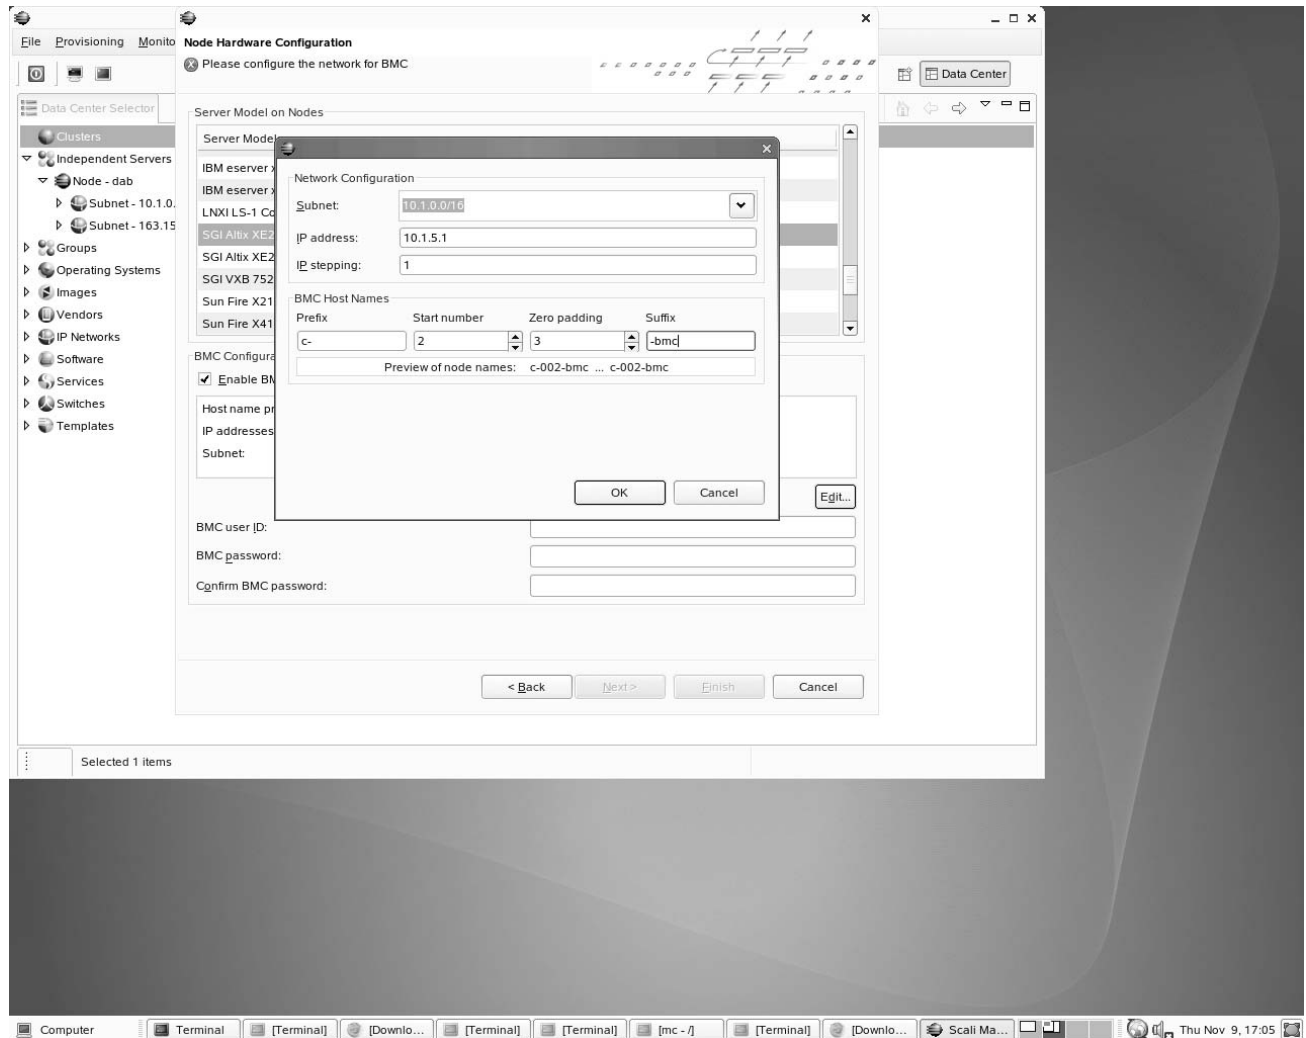 File Provisioning Monito
Node Hardware Configuration
Please configure the network for BMC
Data Center
Data Center Selector
Clusters
Independent Servers
Node - dab
Subnet - 10.1.0.
Subnet - 163.15
Groups
Operating Systems
Images
Vendors
IP Networks
Software
Services
Switches
Templates
Server Model on Nodes
Server Model
IBM eserver x
IBM eserver x
LNXI LS-1 Co
SGI Altix XE2
SGI Altix XE2
SGI VXB 752
Sun Fire X21
Sun Fire X41
Network Configuration
Subnet: 10.1.0.0/16
IP address: 10.1.5.1
IP stepping: 1
BMC Host Names
Prefix Start number Zero padding Suffix
c- 2 3 -bmc
Preview of node names: c-002-bmc ... c-002-bmc
OK Cancel
BMC Configura
Enable BM
Host name pr
IP addresses
Subnet:
Edit...
BMC user ID:
BMC password:
Confirm BMC password:
< Back Next > Finish Cancel
Selected 1 items
Computer Terminal [Terminal] [Downlo... [Terminal] [Terminal] [mc - /] [Terminal] [Downlo... Scali Ma... Thu Nov 9, 17:05